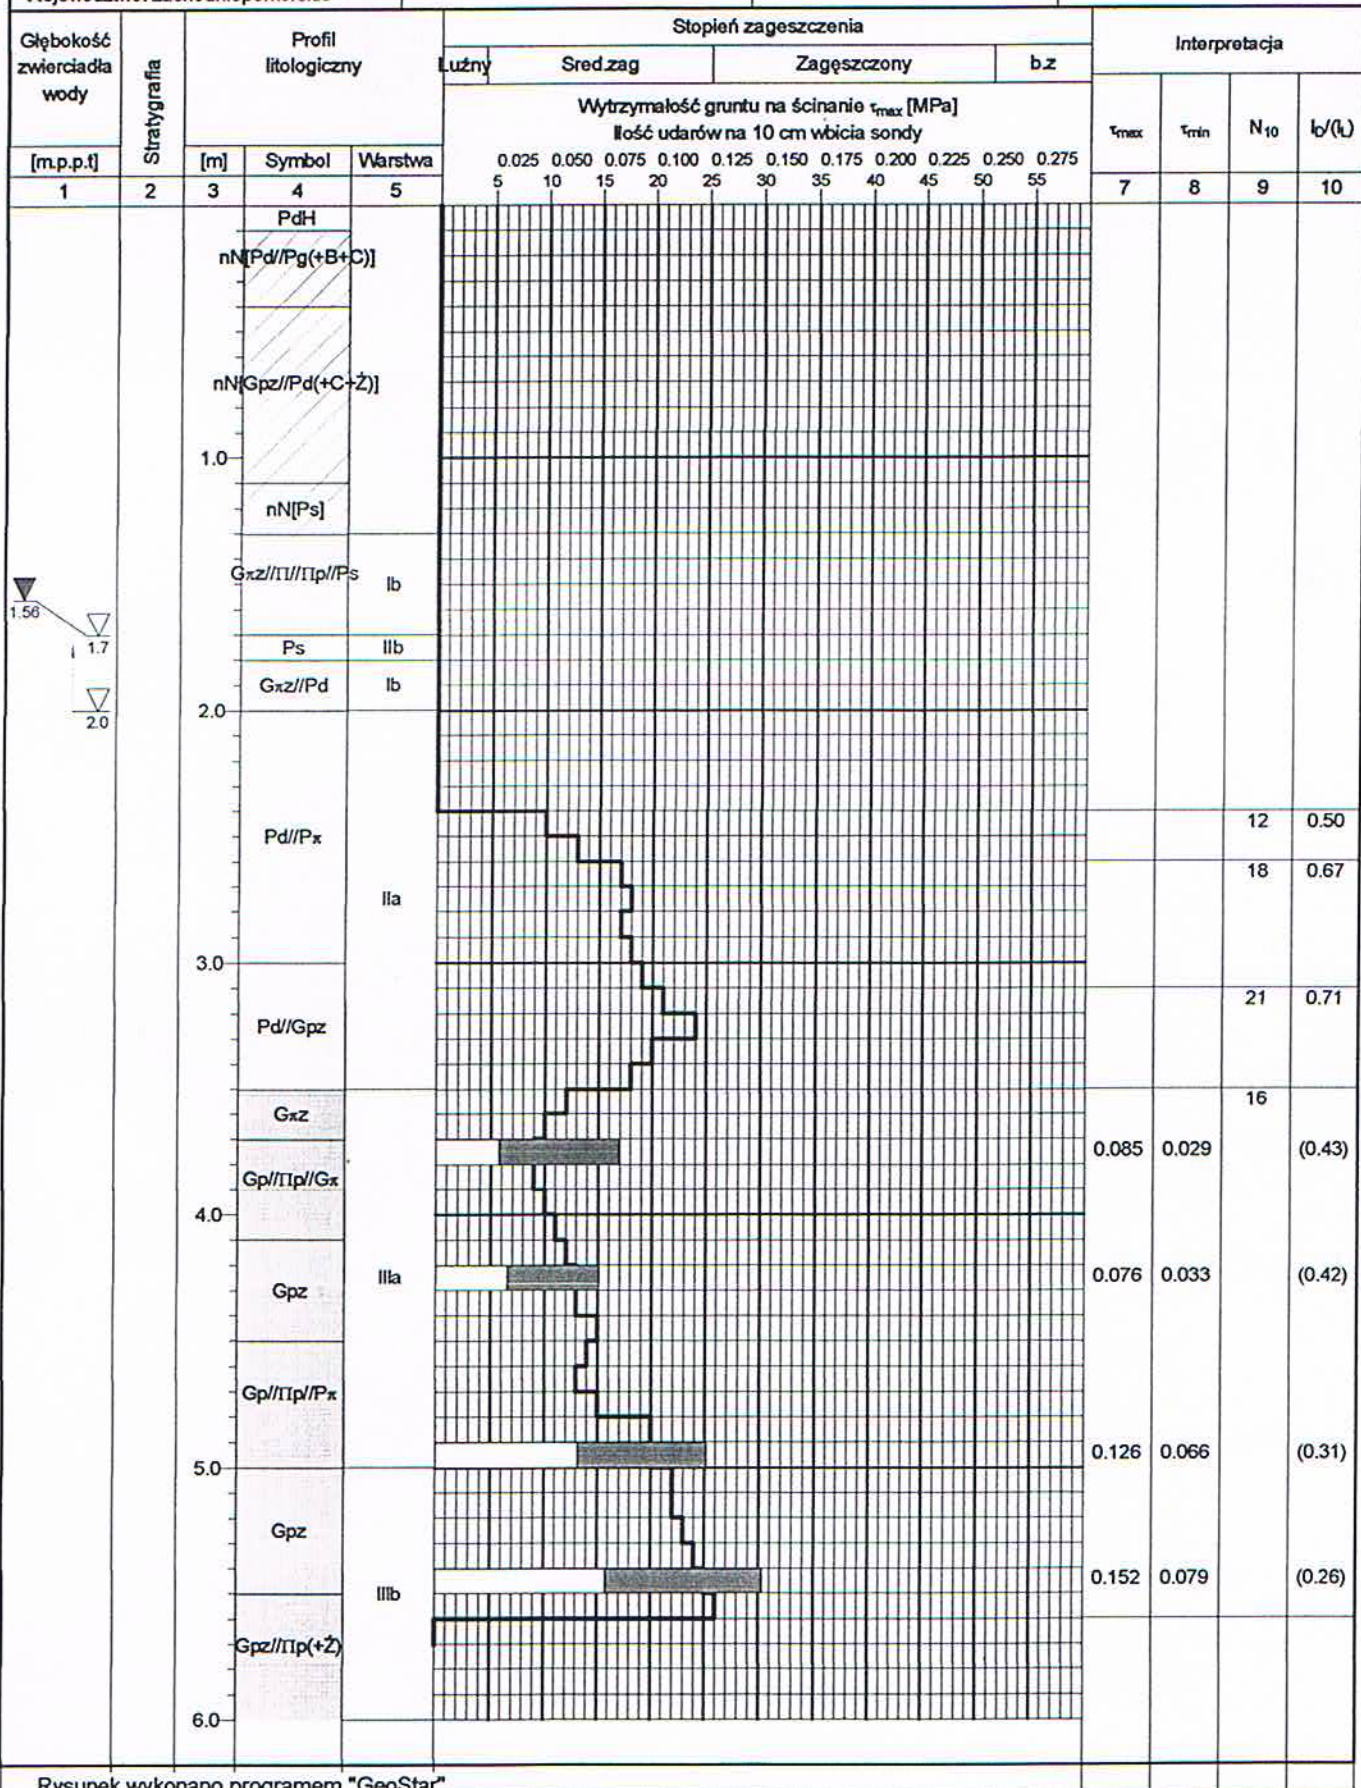 Stopień zagęszczenia
Głębokość zwierciadła wody
Stratygrafia
Profil litologiczny
Luźny Śred.zag Zagęszczony b.z
Interpretacja
Wytrzymałość gruntu na ścinanie τmax [MPa]
Ilość udarów na 10 cm wbicia sondy
τmax τmin N10 ID/(IL)
[m.p.p.t] [m] Symbol Warstwa
0.025 0.050 0.075 0.100 0.125 0.150 0.175 0.200 0.225 0.250 0.275
5 10 15 20 25 30 35 40 45 50 55
1 2 3 4 5 7 8 9 10
PdH
nN[Pd//Pg(+B+C)]
nN[Gpz//Pd(+C+Ż)]
1.0
nN[Ps]
Gπz//Π//Πp//Ps Ib
1.56
1.7
Ps IIb
Gπz//Pd Ib
2.0
2.0
Pd//Pπ
12 0.50
18 0.67
IIa
3.0
21 0.71
Pd//Gpz
16
Gπz
0.085 0.029 (0.43)
Gp//Πp//Gπ
4.0
IIIa
0.076 0.033 (0.42)
Gpz
Gp//Πp//Pπ
0.126 0.066 (0.31)
5.0
Gpz
0.152 0.079 (0.26)
IIIb
Gpz//Πp(+Ż)
6.0
Rysunek wykonano programem "GeoStar"